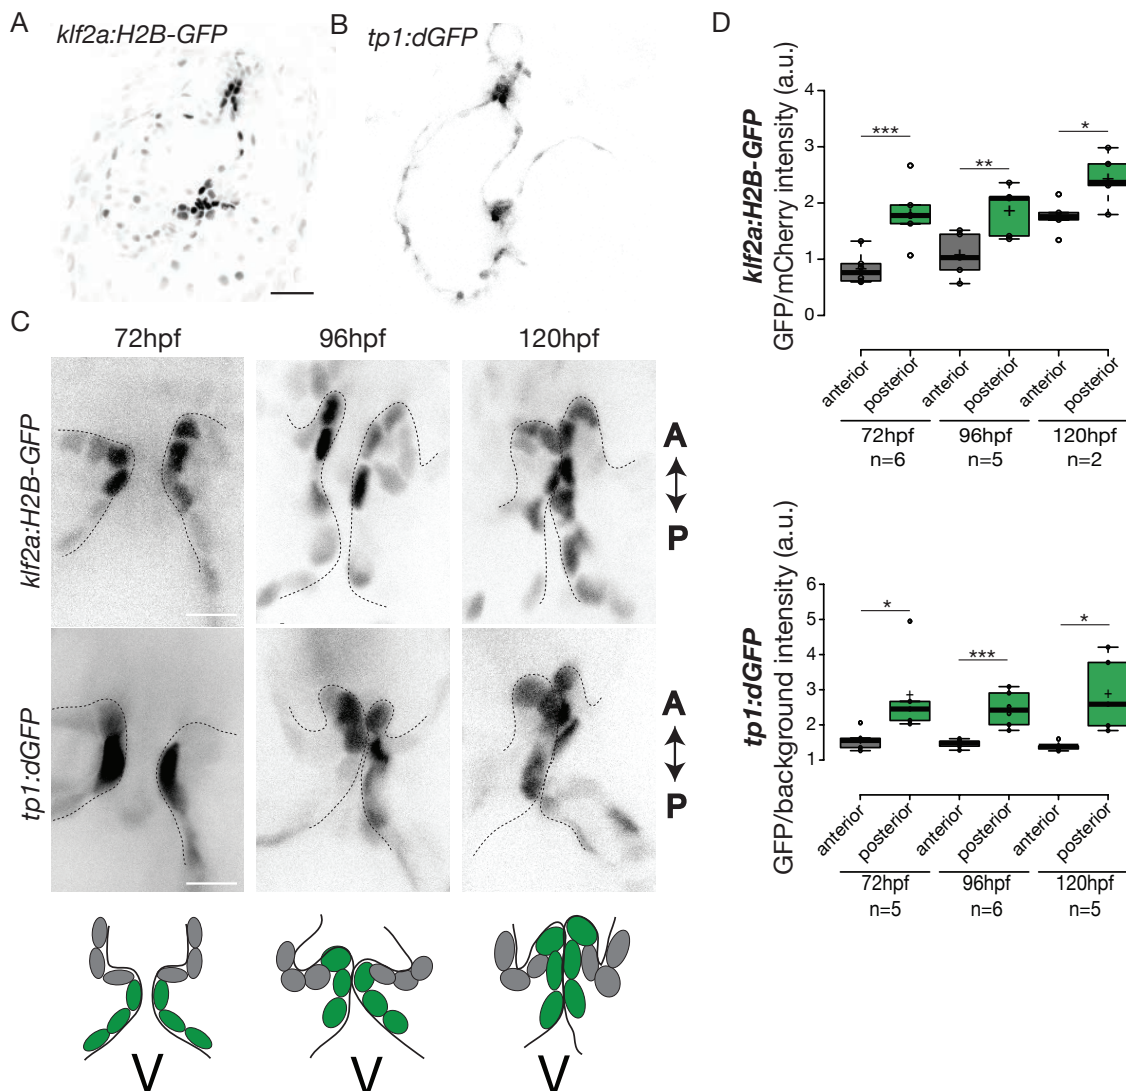 A
klf2a:H2B-GFP
B
tp1:dGFP
C
72hpf
96hpf
120hpf
klf2a:H2B-GFP
A
P
tp1:dGFP
A
P
V
V
V
D
klf2a:H2B-GFP
GFP/mCherry intensity (a.u.)
4
3
2
1
0
***
**
*
anterior
posterior
anterior
posterior
anterior
posterior
72hpf
96hpf
120hpf
n=6
n=5
n=2
tp1:dGFP
GFP/background intensity (a.u.)
6
5
4
3
2
1
*
***
*
anterior
posterior
anterior
posterior
anterior
posterior
72hpf
96hpf
120hpf
n=5
n=6
n=5